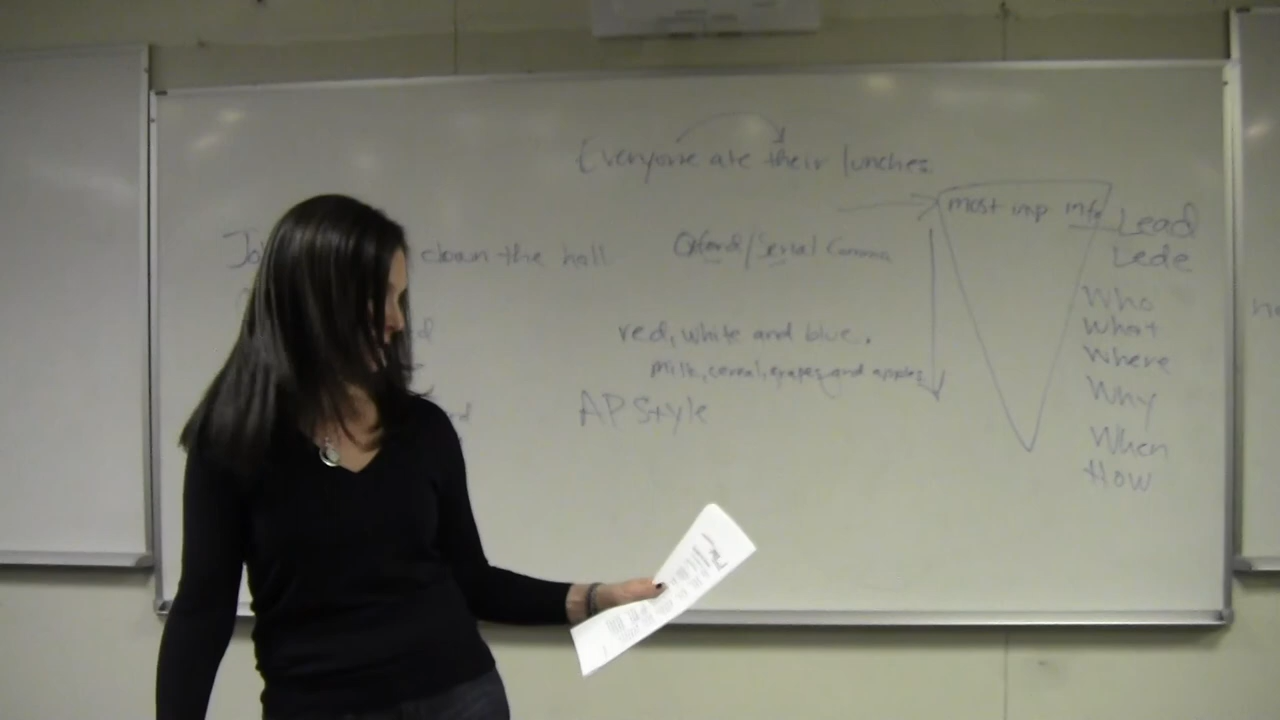 Everyone ate their lunches.
most imp info
Lead
Lede
down the hall
Oxford/Serial Comma
Who
What
Where
Why
When
How
red, white and blue.
milk, cereal, grapes, and apples
AP Style